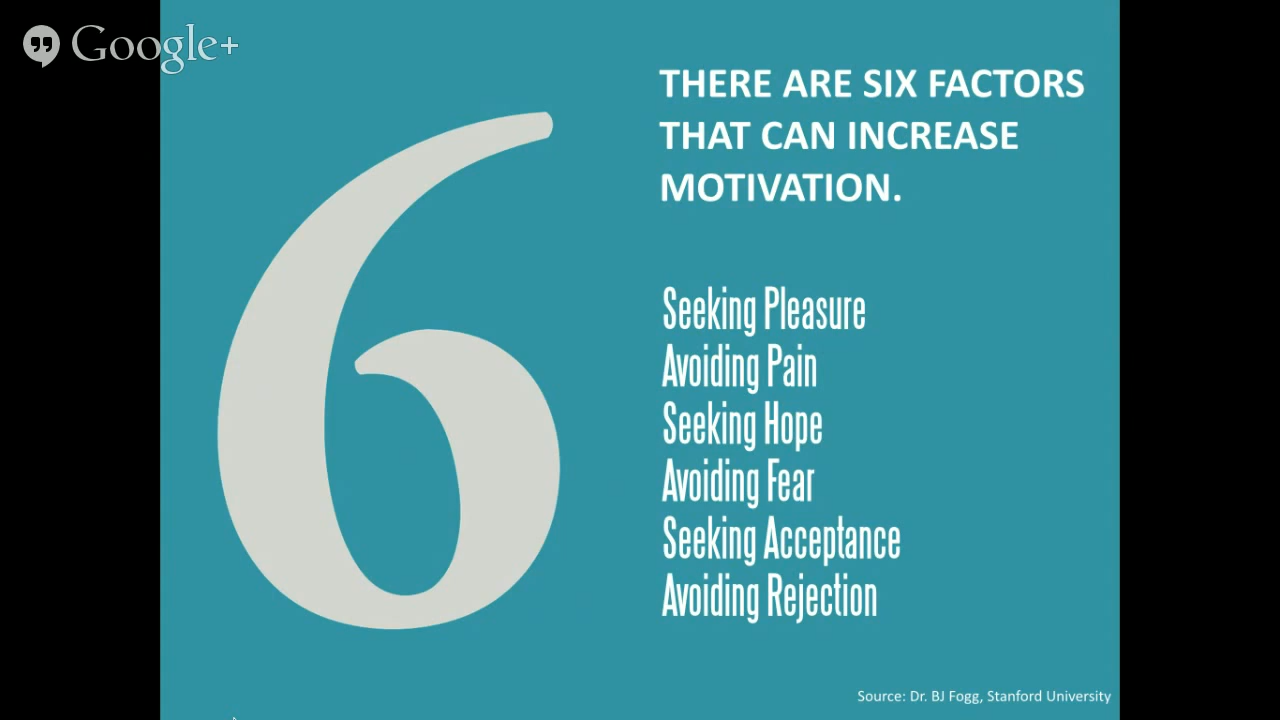 Google+
6
THERE ARE SIX FACTORS
THAT CAN INCREASE
MOTIVATION.
Seeking Pleasure
Avoiding Pain
Seeking Hope
Avoiding Fear
Seeking Acceptance
Avoiding Rejection
Source: Dr. BJ Fogg, Stanford University